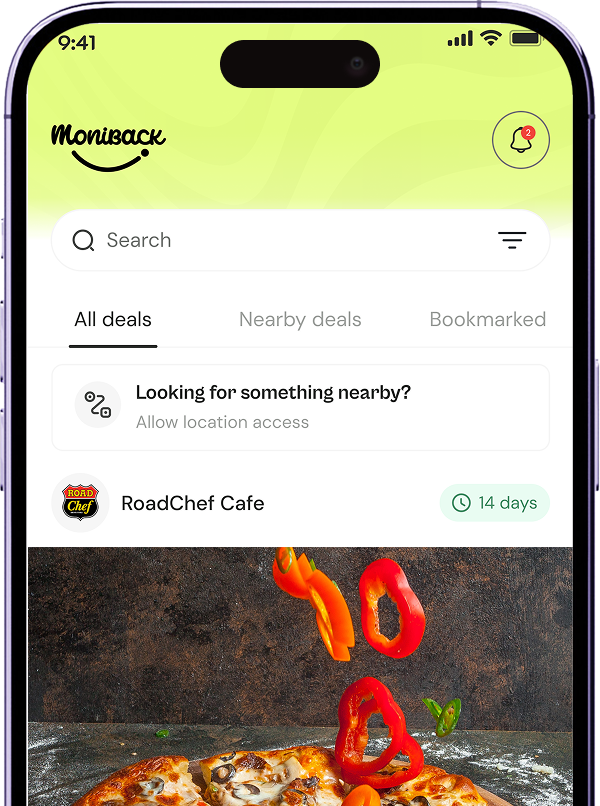 9:41
MoniBack
2
Search
All deals
Nearby deals
Bookmarked
Looking for something nearby?
Allow location access
ROAD
Chef
RoadChef Cafe
14 days